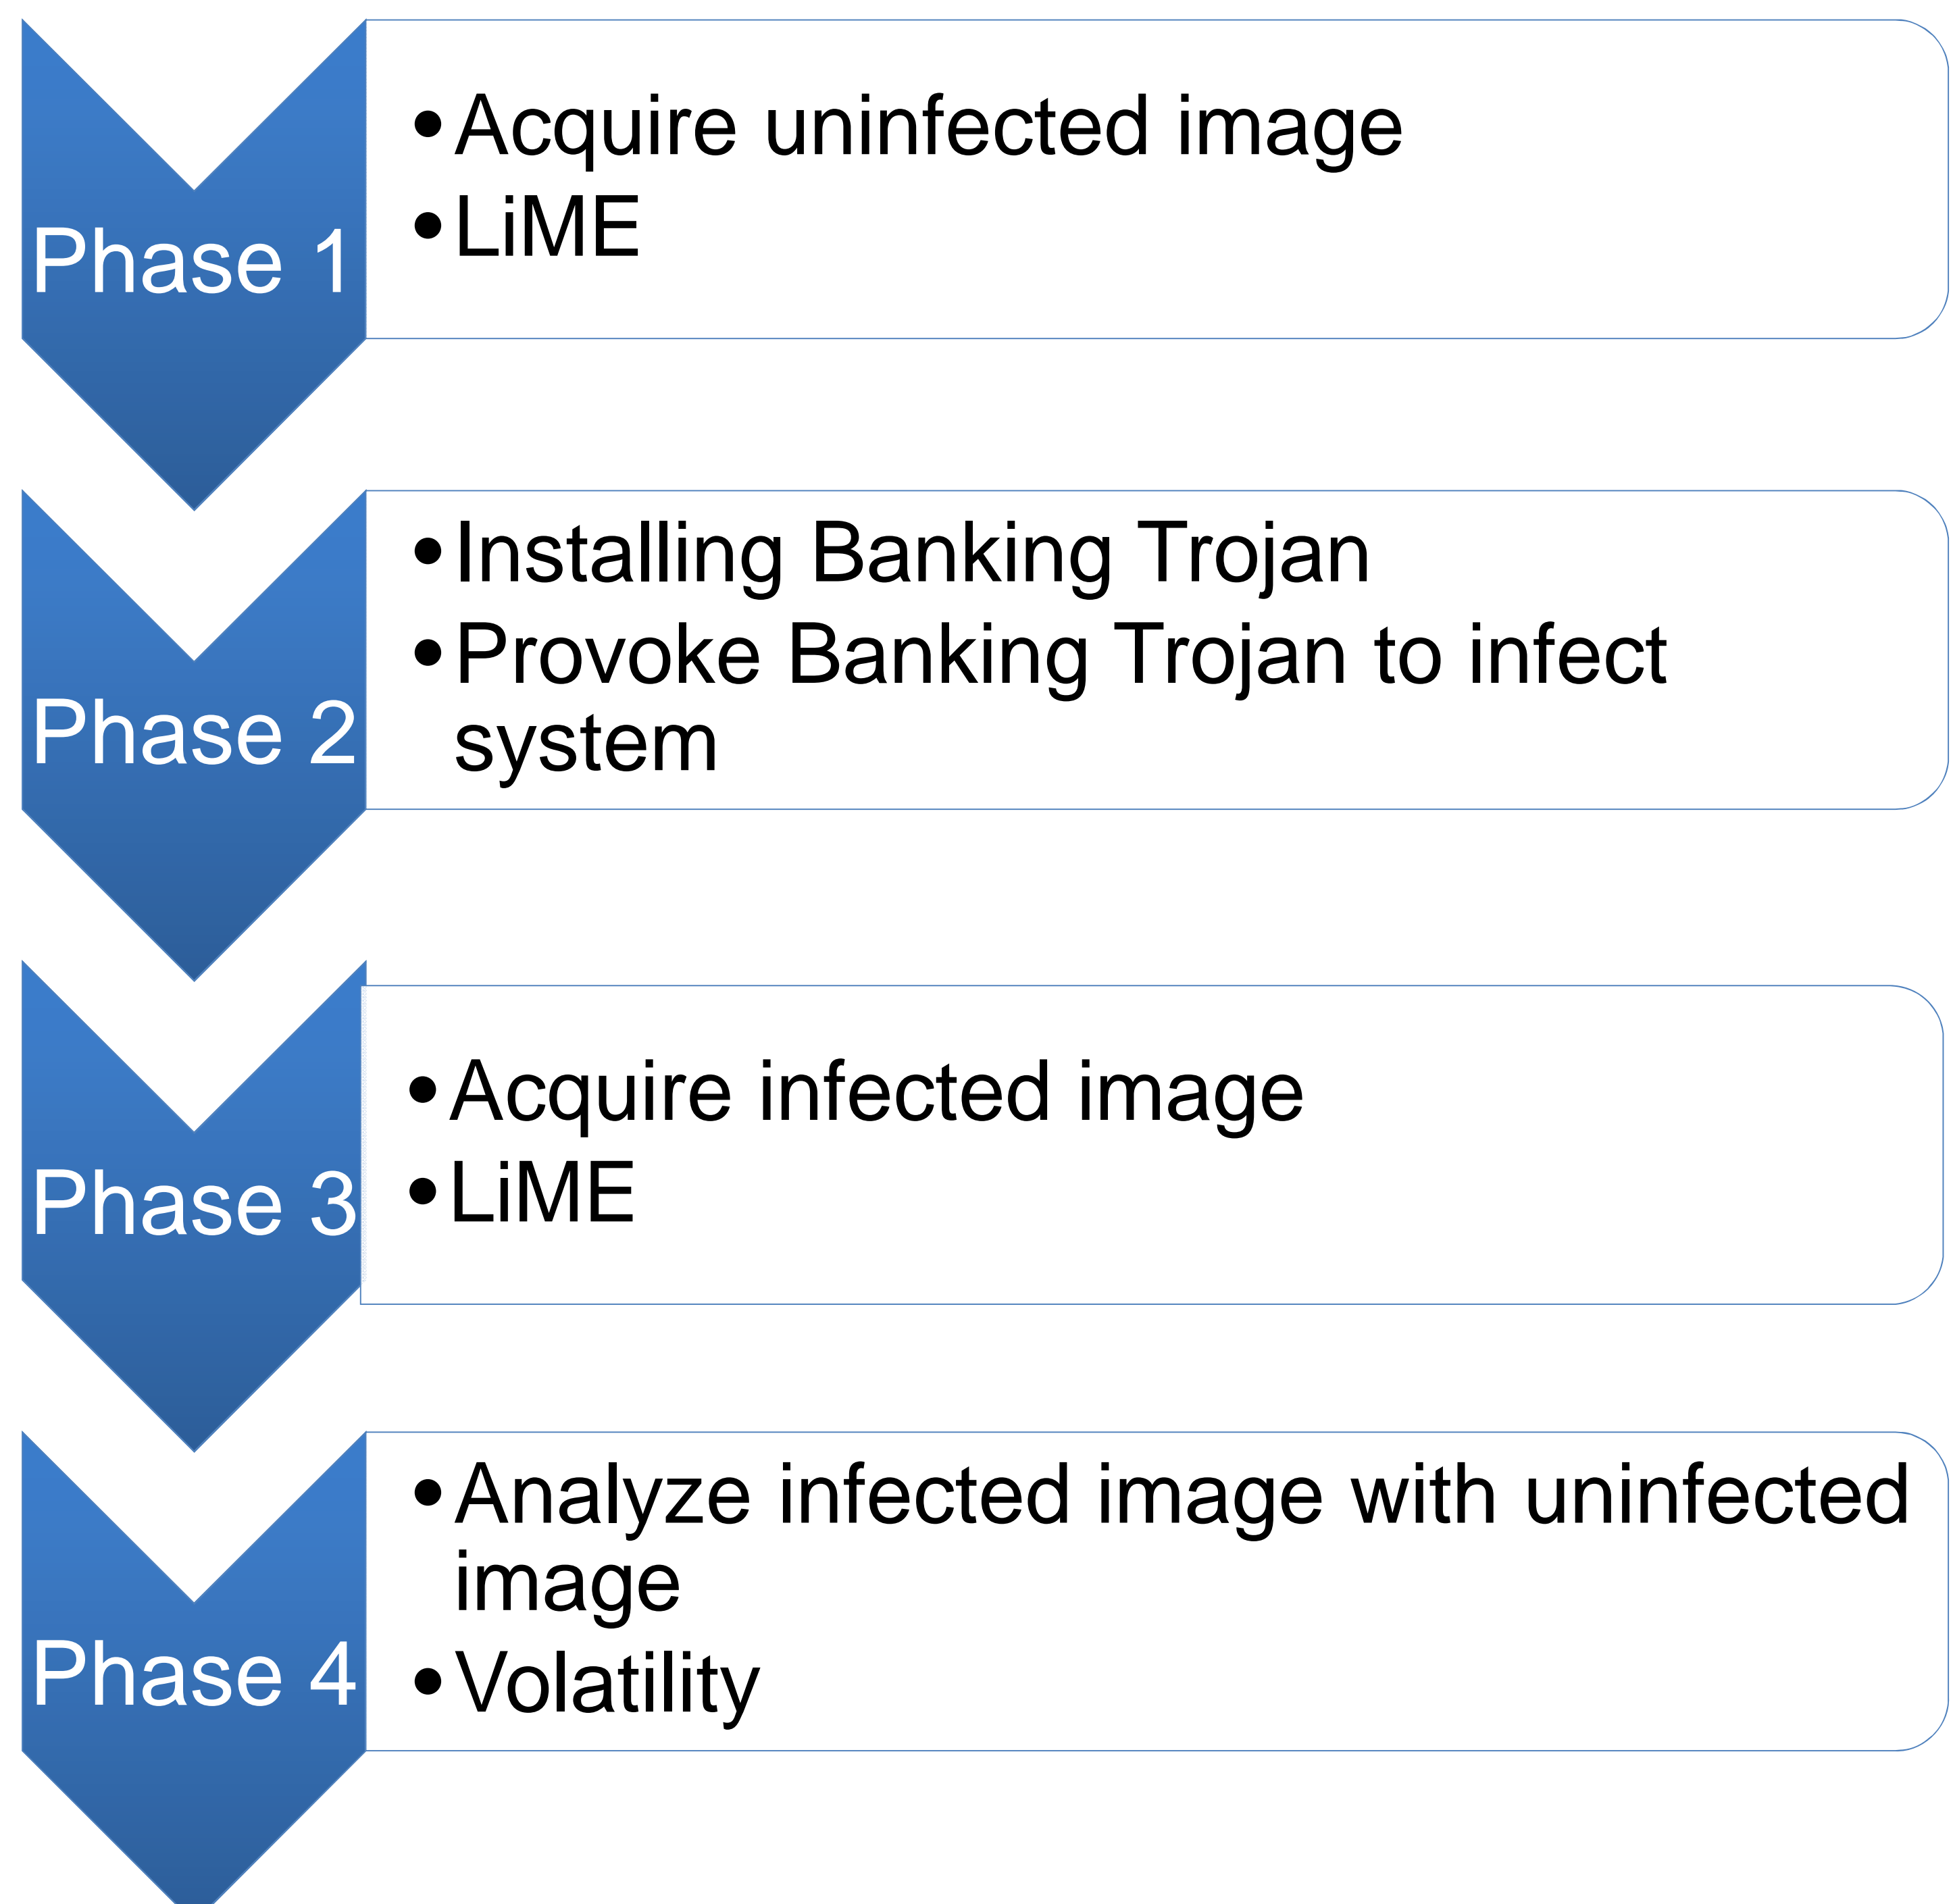 Phase 1
•Acquire uninfected image
•LiME
Phase 2
•Installing Banking Trojan
•Provoke Banking Trojan to infect
system
Phase 3
•Acquire infected image
•LiME
Phase 4
•Analyze infected image with uninfected
image
•Volatility